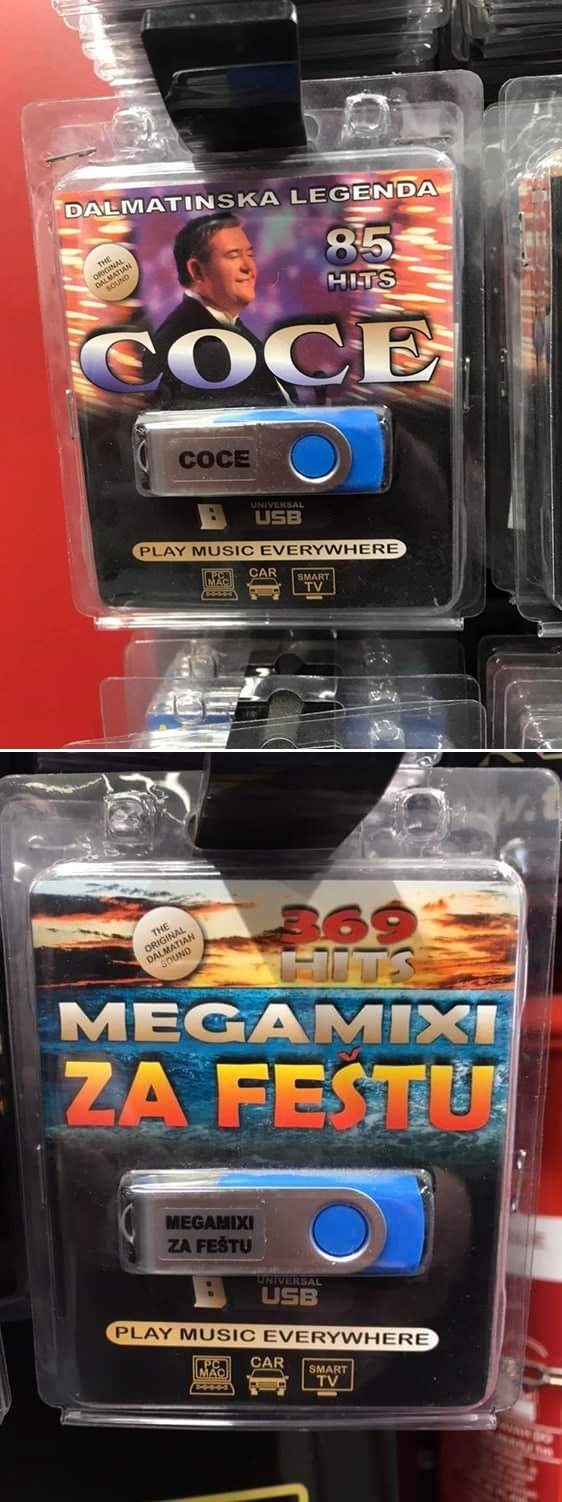 DALMATINSKA LEGENDA
THE
ORIGINAL
DALMATIAN
SOUND
85
HITS
COCE
COCE
UNIVERSAL
USB
PLAY MUSIC EVERYWHERE
PC
MAC
CAR
SMART
TV
THE
ORIGINAL
DALMATIAN
SOUND
369
HITS
MEGAMIXI
ZA FEŠTU
MEGAMIXI
ZA FEŠTU
UNIVERSAL
USB
PLAY MUSIC EVERYWHERE
PC
MAC
CAR
SMART
TV